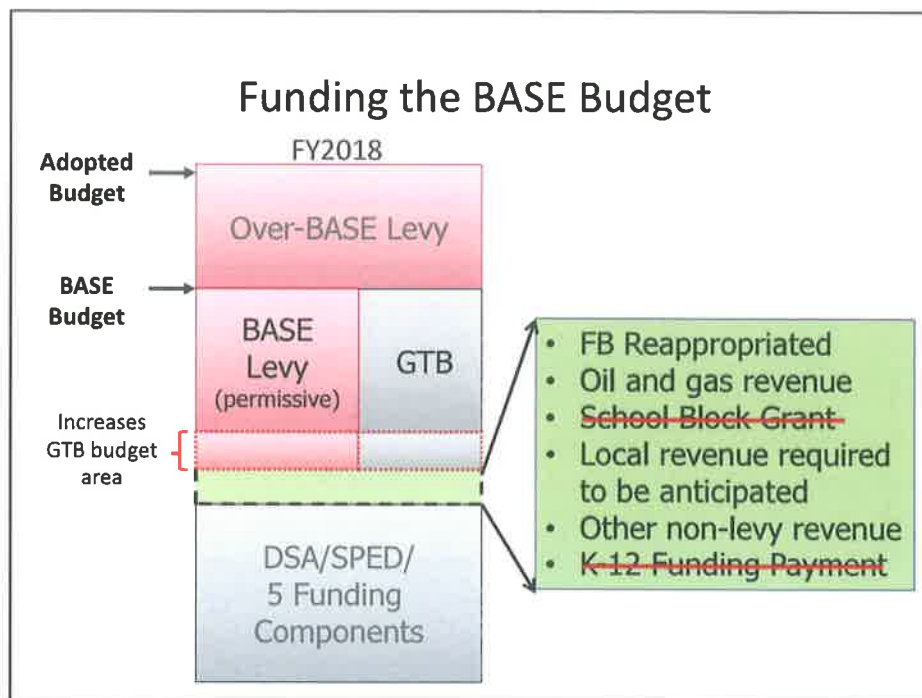 Funding the BASE Budget
FY2018
Adopted
Budget
Over-BASE Levy
BASE
Budget
BASE
Levy
(permissive)
GTB
Increases
GTB budget
area
DSA/SPED/
5 Funding
Components
• FB Reappropriated
• Oil and gas revenue
• School Block Grant
• Local revenue required
to be anticipated
• Other non-levy revenue
• K-12 Funding Payment